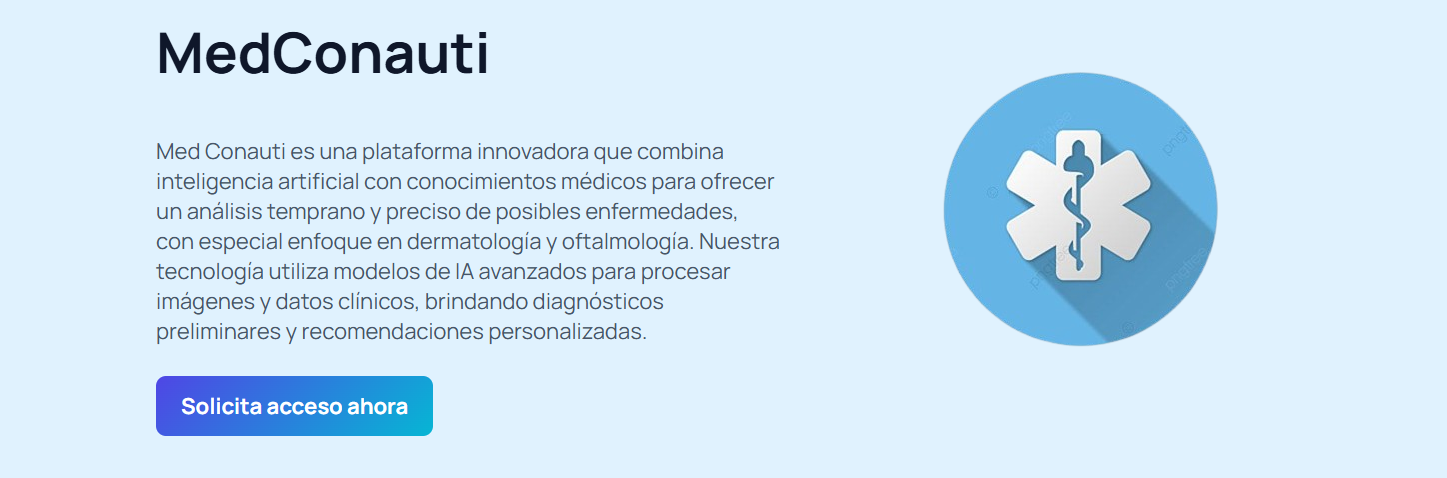 MedConauti
Med Conauti es una plataforma innovadora que combina
inteligencia artificial con conocimientos médicos para ofrecer
un análisis temprano y preciso de posibles enfermedades,
con especial enfoque en dermatología y oftalmología. Nuestra
tecnología utiliza modelos de IA avanzados para procesar
imágenes y datos clínicos, brindando diagnósticos
preliminares y recomendaciones personalizadas.
Solicita acceso ahora